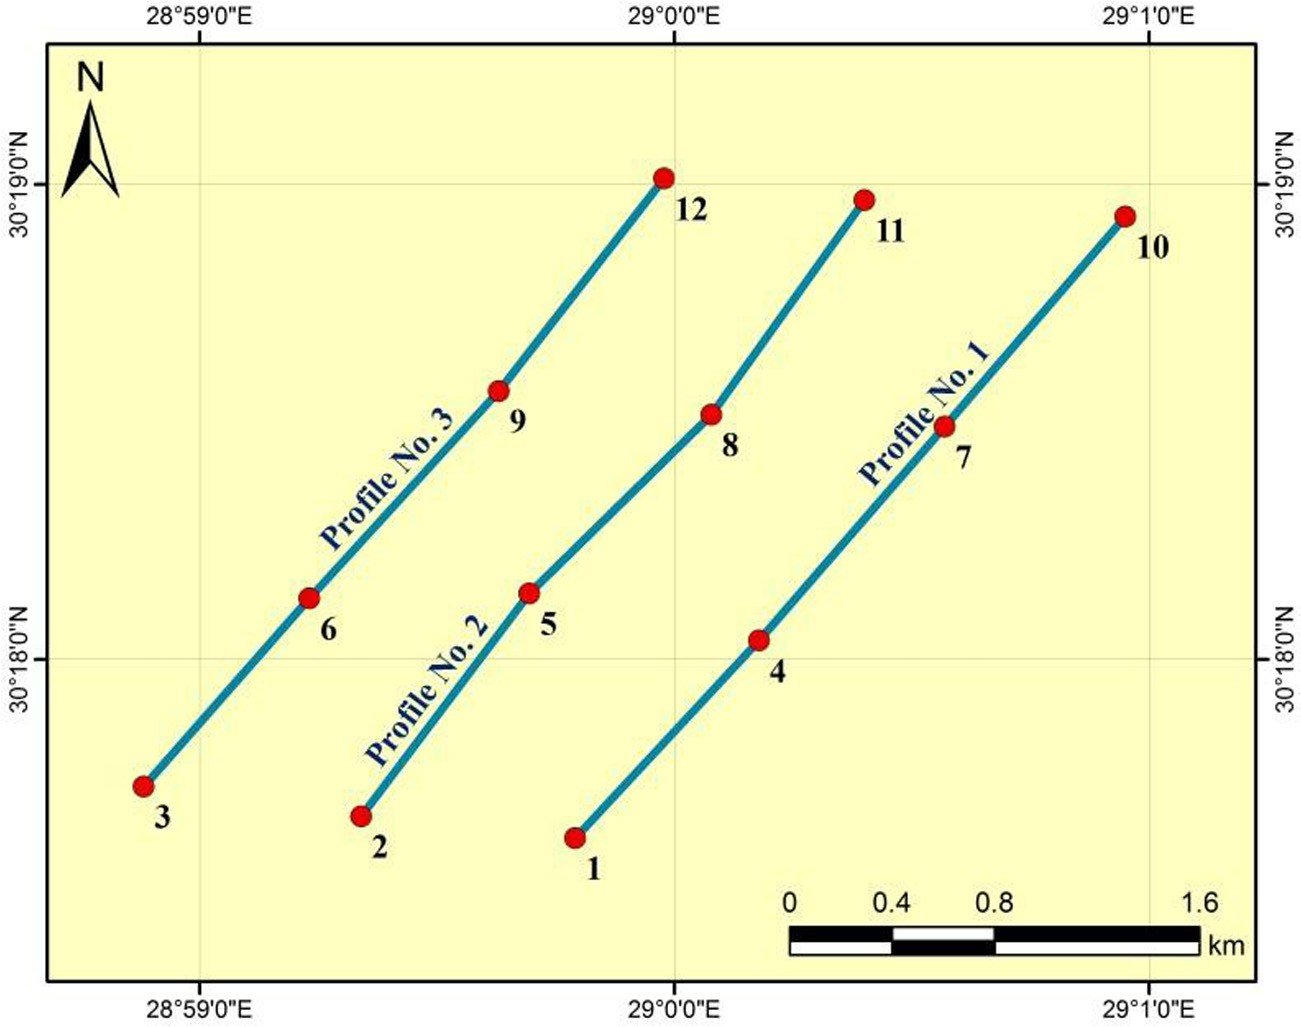 28°59'0"E 29°0'0"E 29°1'0"E
N
30°19'0"N 30°19'0"N
12
11
10
Profile No. 1
9
Profile No. 3
8
7
6
5
Profile No. 2
30°18'0"N 30°18'0"N
4
3
2
1
0 0.4 0.8 1.6
km
28°59'0"E 29°0'0"E 29°1'0"E